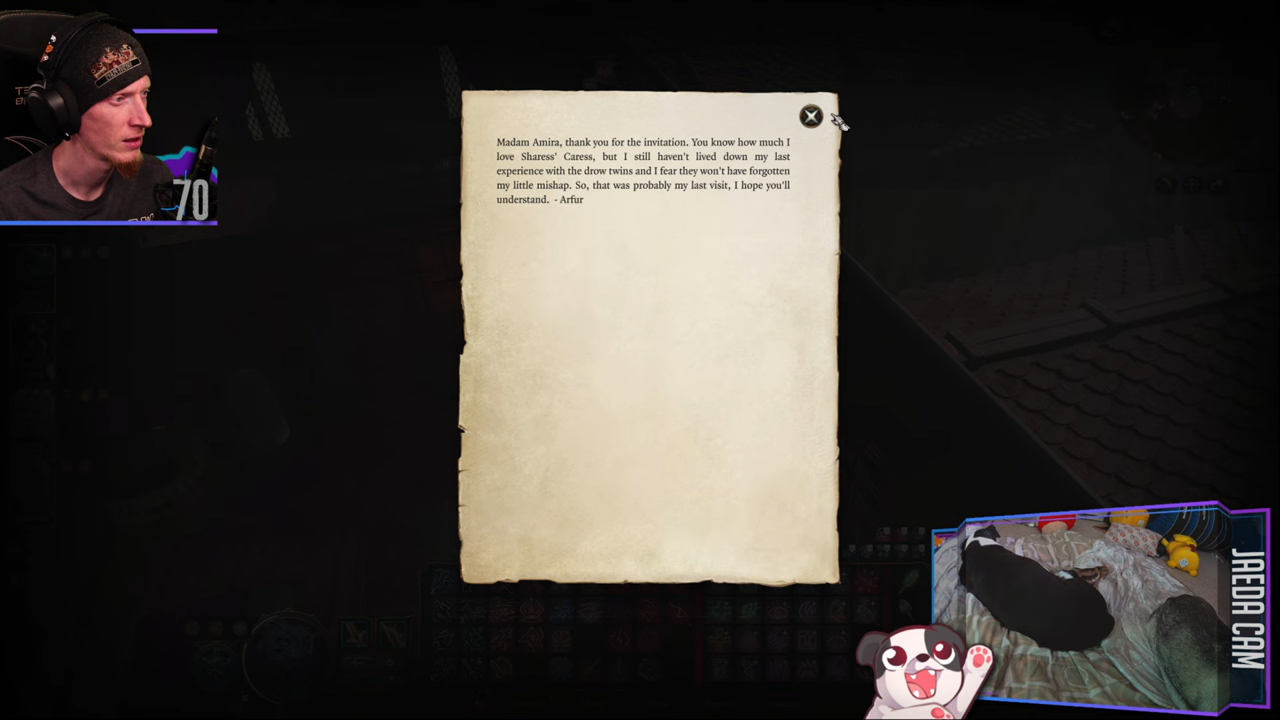 Madam Amira, thank you for the invitation. You know how much I
love Sharess' Caress, but I still haven't lived down my last
experience with the drow twins and I fear they won't have forgotten
my little mishap. So, that was probably my last visit, I hope you'll
understand. - Arfur
70
JAEDA CAM